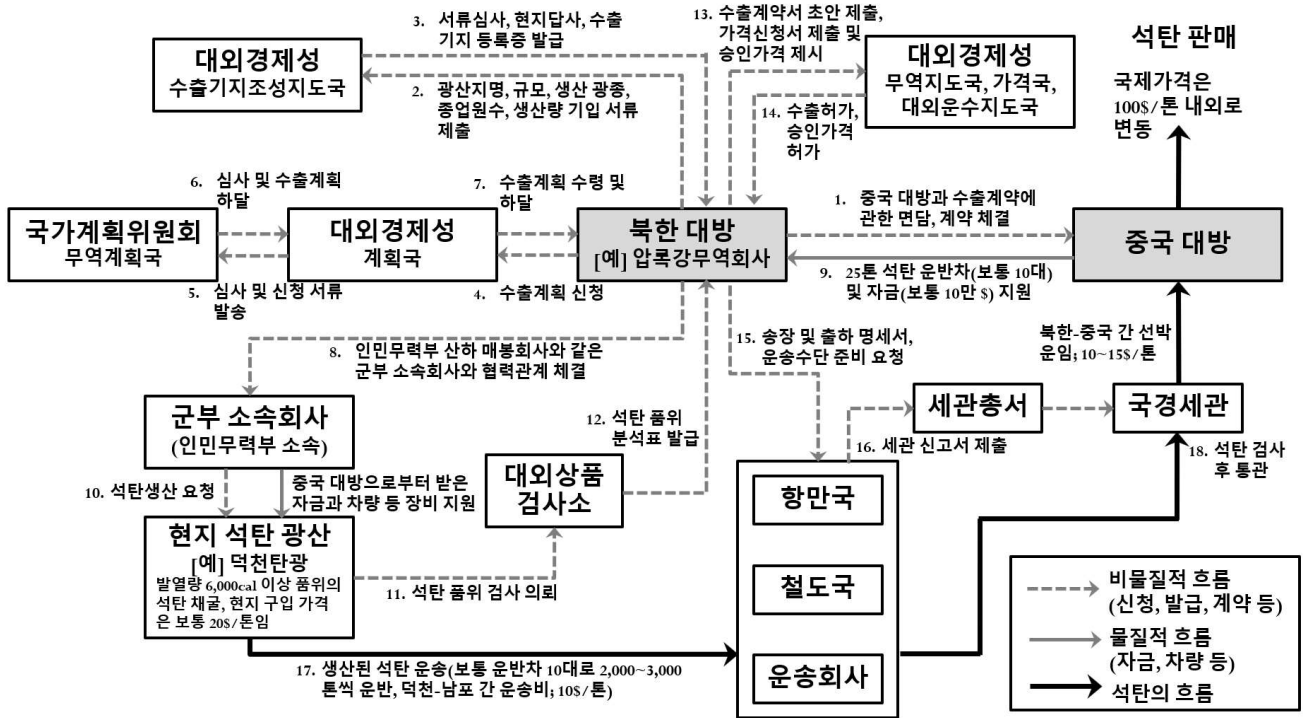 3. 서류심사, 현지답사, 수출
기지 등록증 발급
대외경제성
수출기지조성지도국
2. 광산지명, 규모, 생산 광종,
종업원수, 생산량 기입 서류
제출
13. 수출계약서 초안 제출,
가격신청서 제출 및
승인가격 제시
대외경제성
무역지도국, 가격국,
대외운수지도국
14. 수출허가,
승인가격
허가
석탄 판매
국제가격은
100$/톤 내외로
변동
6. 심사 및 수출계획
하달
7. 수출계획 수령 및
하달
1. 중국 대방과 수출계약에
관한 면담, 계약 체결
국가계획위원회
무역계획국
대외경제성
계획국
북한 대방
[예] 압록강무역회사
중국 대방
5. 심사 및 신청 서류
발송
4. 수출계획 신청
9. 25톤 석탄 운반차(보통 10대)
및 자금(보통 10만 $) 지원
8. 인민무력부 산하 매봉회사와 같은
군부 소속회사와 협력관계 체결
15. 송장 및 출하 명세서,
운송수단 준비 요청
북한-중국 간 선박
운임; 10~15$/톤
군부 소속회사
(인민무력부 소속)
12. 석탄 품위
분석표 발급
세관총서
국경세관
16. 세관 신고서 제출
18. 석탄 검사
후 통관
10. 석탄생산 요청
중국 대방으로부터 받은
자금과 차량 등 장비 지원
대외상품
검사소
현지 석탄 광산
[예] 덕천탄광
발열량 6,000cal 이상 품위의
석탄 채굴, 현지 구입 가격
은 보통 20$/톤임
11. 석탄 품위 검사 의뢰
항만국
철도국
운송회사
17. 생산된 석탄 운송(보통 운반차 10대로 2,000~3,000
톤씩 운반, 덕천-남포 간 운송비; 10$/톤)
비물질적 흐름
(신청, 발급, 계약 등)
물질적 흐름
(자금, 차량 등)
석탄의 흐름